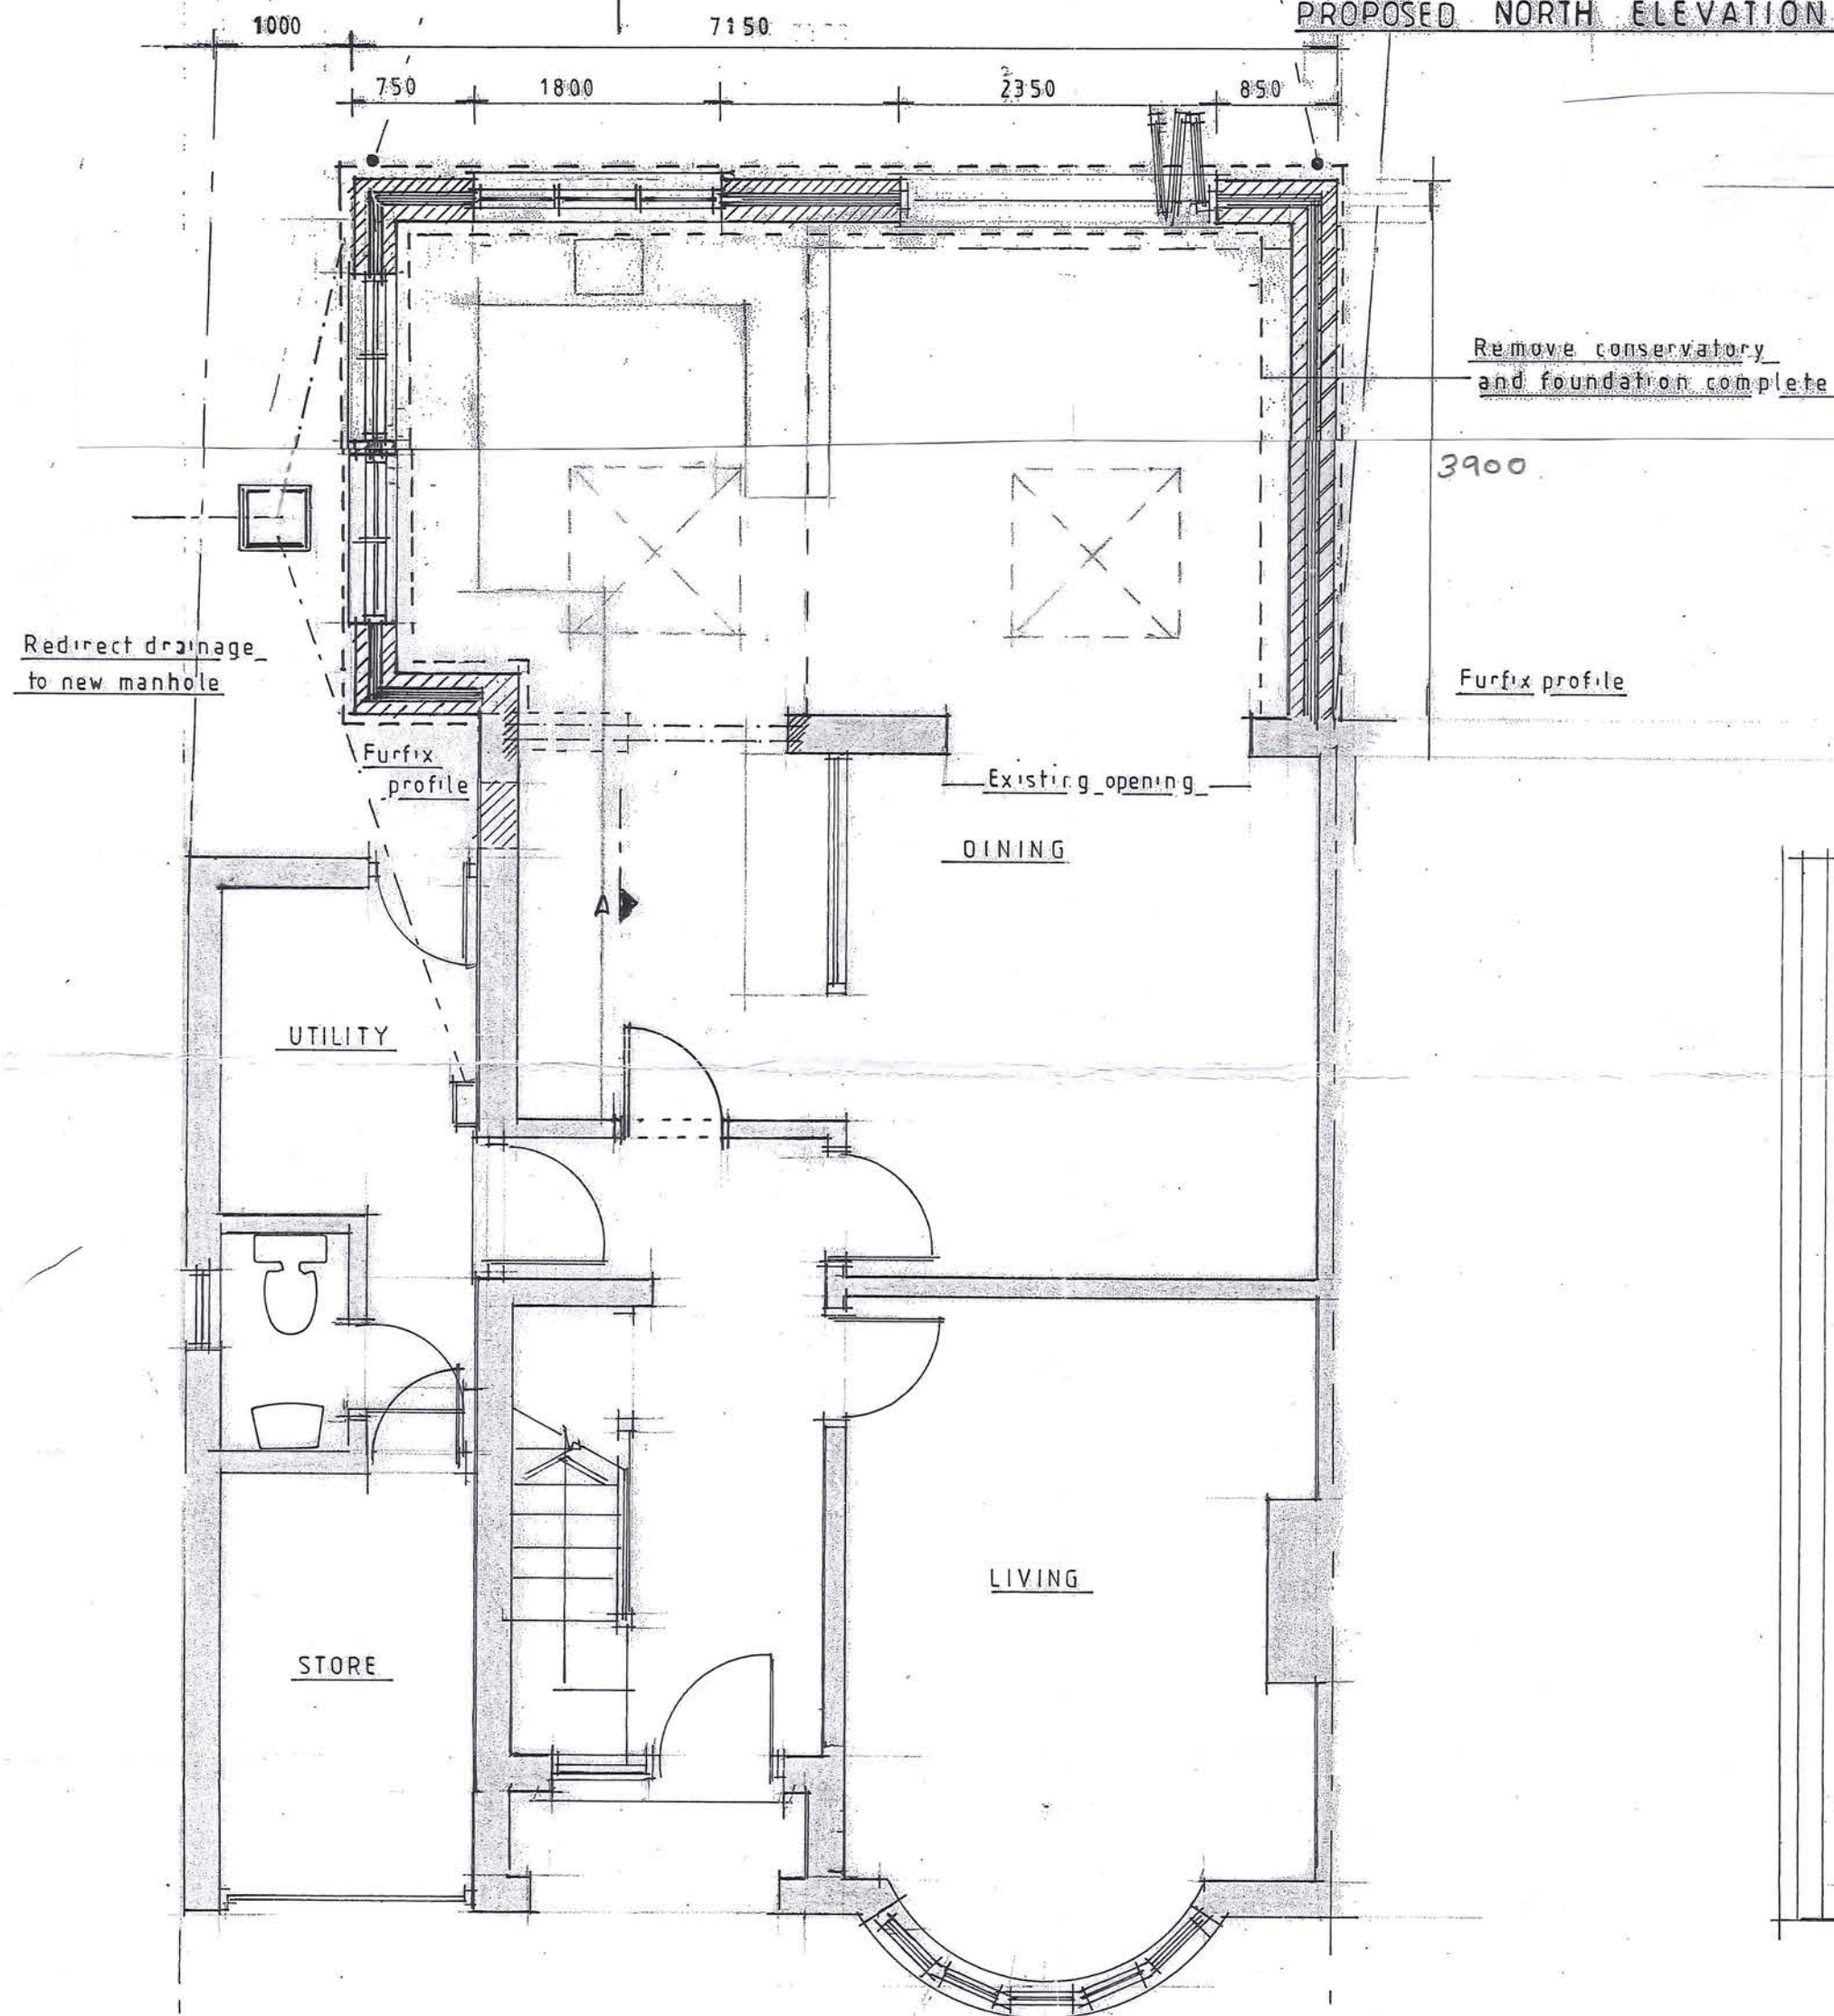 PROPOSED NORTH ELEVATION
1000
7150
750
1800
2350
850
Remove conservatory
and foundation complete
3900
Redirect drainage
to new manhole
Furfix profile
Furfix
profile
Existing opening
DINING
A
UTILITY
LIVING
STORE